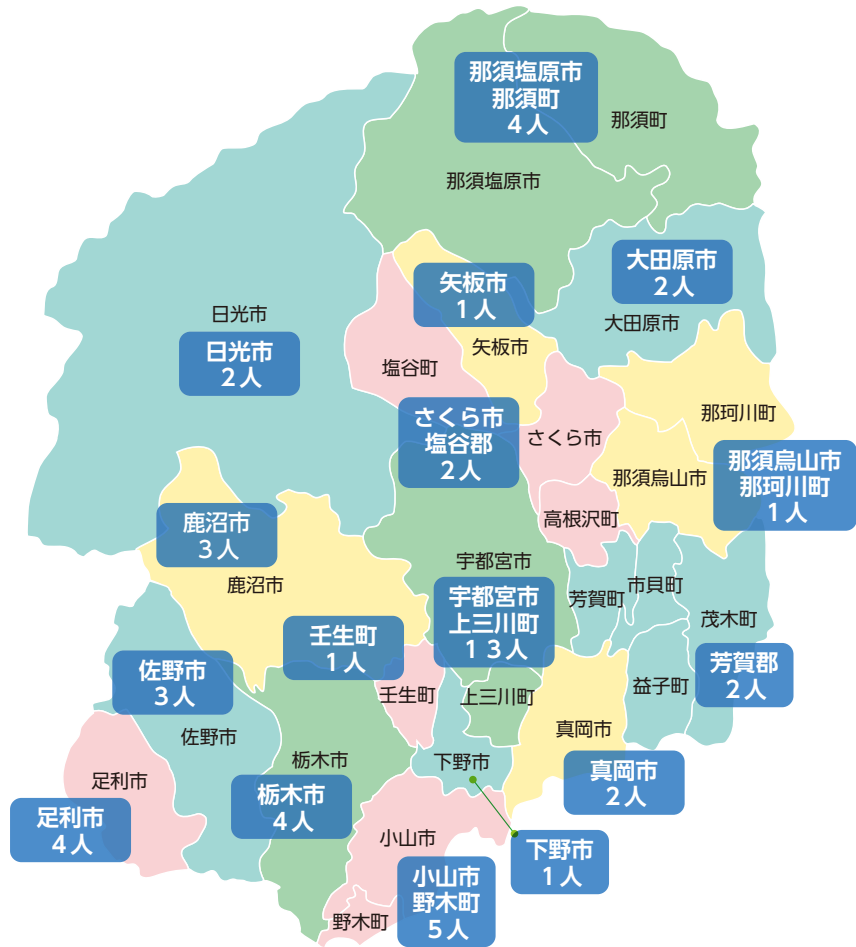 那須塩原市
那須町
4人
那須町
那須塩原市
大田原市
2人
大田原市
矢板市
1人
矢板市
日光市
日光市
2人
塩谷町
さくら市
塩谷郡
2人
さくら市
那珂川町
那須烏山市
那須烏山市
那珂川町
1人
高根沢町
鹿沼市
3人
鹿沼市
宇都宮市
宇都宮市
上三川町
13人
芳賀町
市貝町
茂木町
芳賀郡
2人
益子町
壬生町
1人
壬生町
上三川町
真岡市
真岡市
2人
佐野市
3人
佐野市
栃木市
栃木市
4人
下野市
下野市
1人
足利市
足利市
4人
小山市
小山市
野木町
5人
野木町